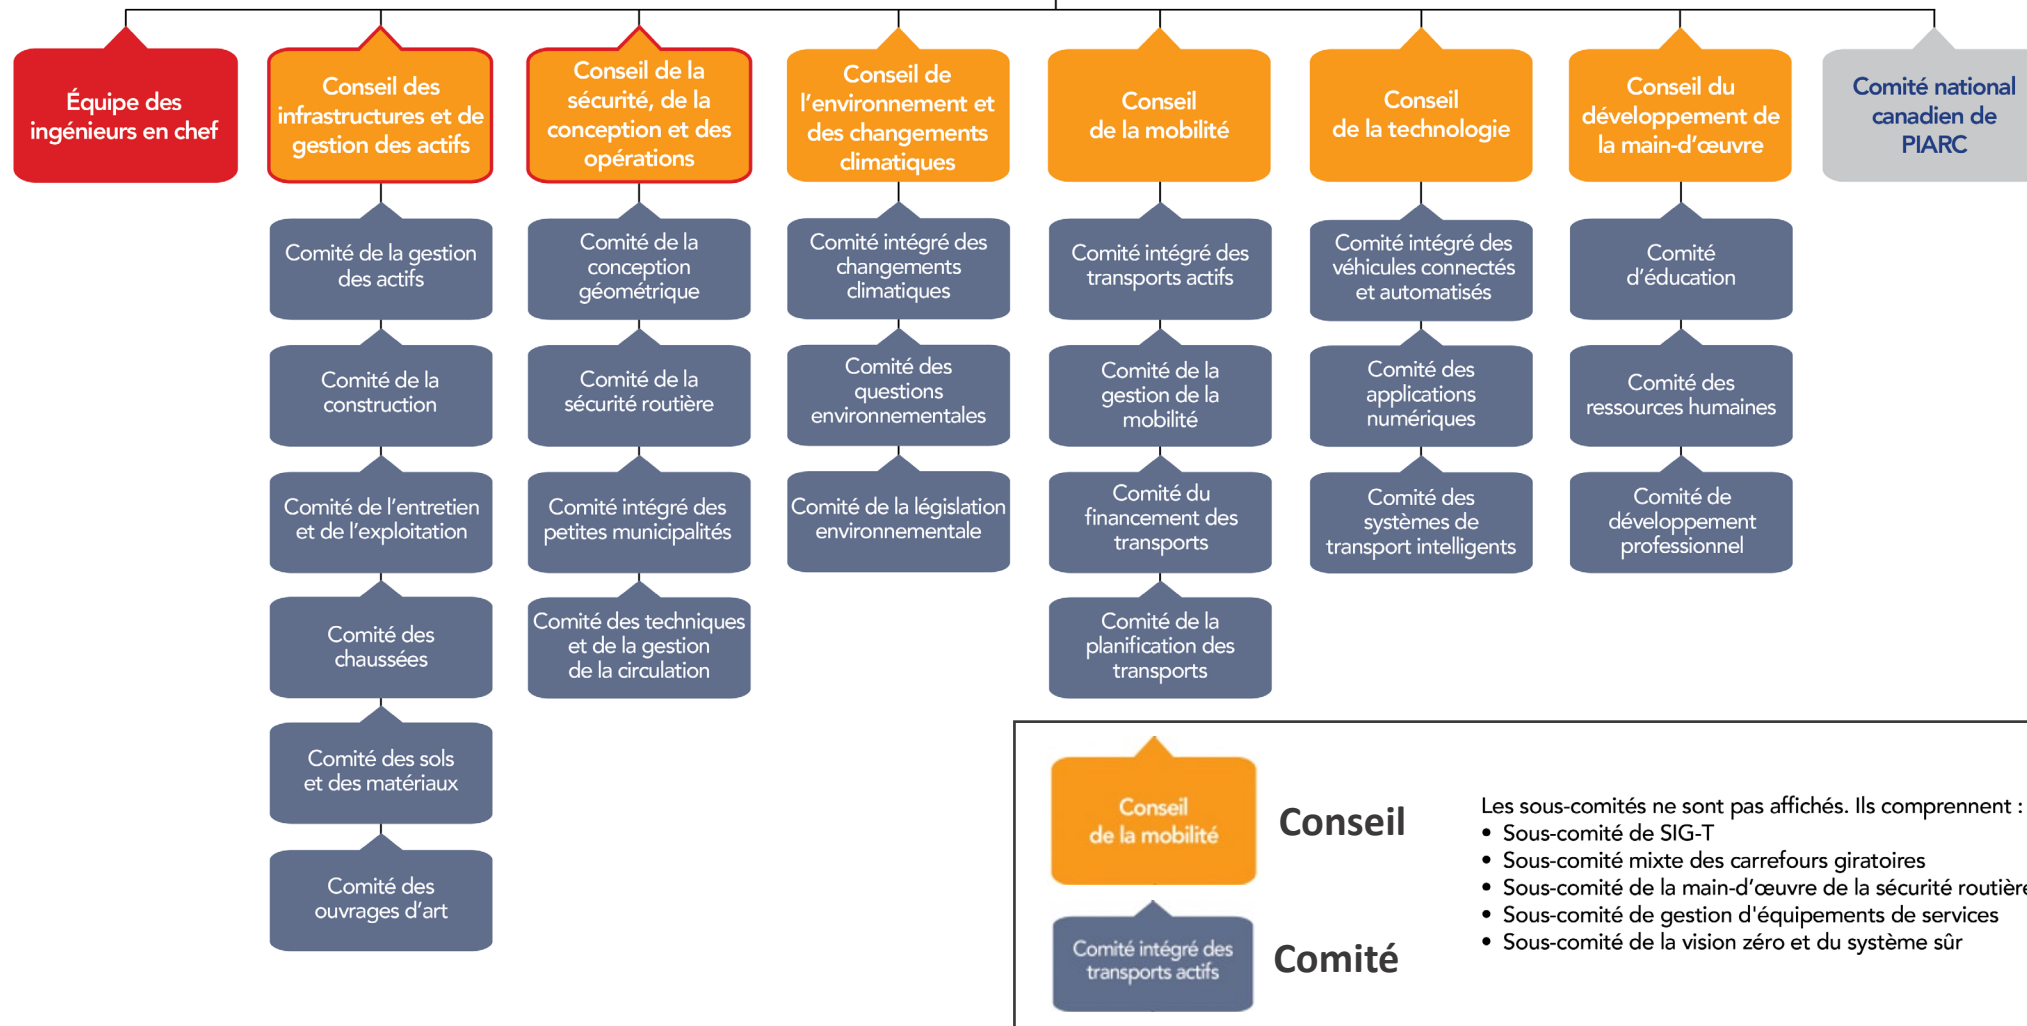 Équipe des
ingénieurs en chef
Conseil des
infrastructures et de
gestion des actifs
Conseil de la
sécurité, de la
conception et des
opérations
Conseil de
l'environnement et
des changements
climatiques
Conseil
de la mobilité
Conseil
de la technologie
Conseil du
développement de
la main-d'œuvre
Comité national
canadien de
PIARC
Comité de la gestion
des actifs
Comité de la
construction
Comité de l'entretien
et de l'exploitation
Comité des
chaussées
Comité des sols
et des matériaux
Comité des
ouvrages d'art
Comité de la
conception
géométrique
Comité de la
sécurité routière
Comité intégré des
petites municipalités
Comité des techniques
et de la gestion
de la circulation
Comité intégré des
changements
climatiques
Comité des
questions
environnementales
Comité de la législation
environnementale
Comité intégré des
transports actifs
Comité de la
gestion de la
mobilité
Comité du
financement des
transports
Comité de la
planification des
transports
Comité intégré des
véhicules connectés
et automatisés
Comité des
applications
numériques
Comité des
systèmes de
transport intelligents
Comité
d'éducation
Comité des
ressources humaines
Comité de
développement
professionnel
Conseil
de la mobilité
Conseil
Comité intégré des
transports actifs
Comité
Les sous-comités ne sont pas affichés. Ils comprennent :
• Sous-comité de SIG-T
• Sous-comité mixte des carrefours giratoires
• Sous-comité de la main-d'œuvre de la sécurité routière
• Sous-comité de gestion d'équipements de services
• Sous-comité de la vision zéro et du système sûr